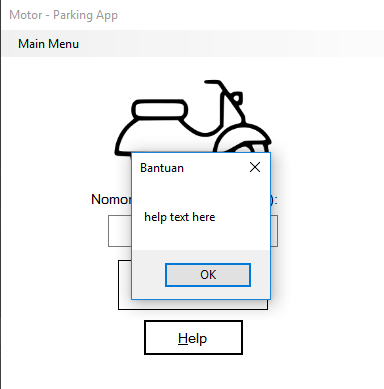 Motor - Parking App
Main Menu
Bantuan
Nomor ):
help text here
OK
Help